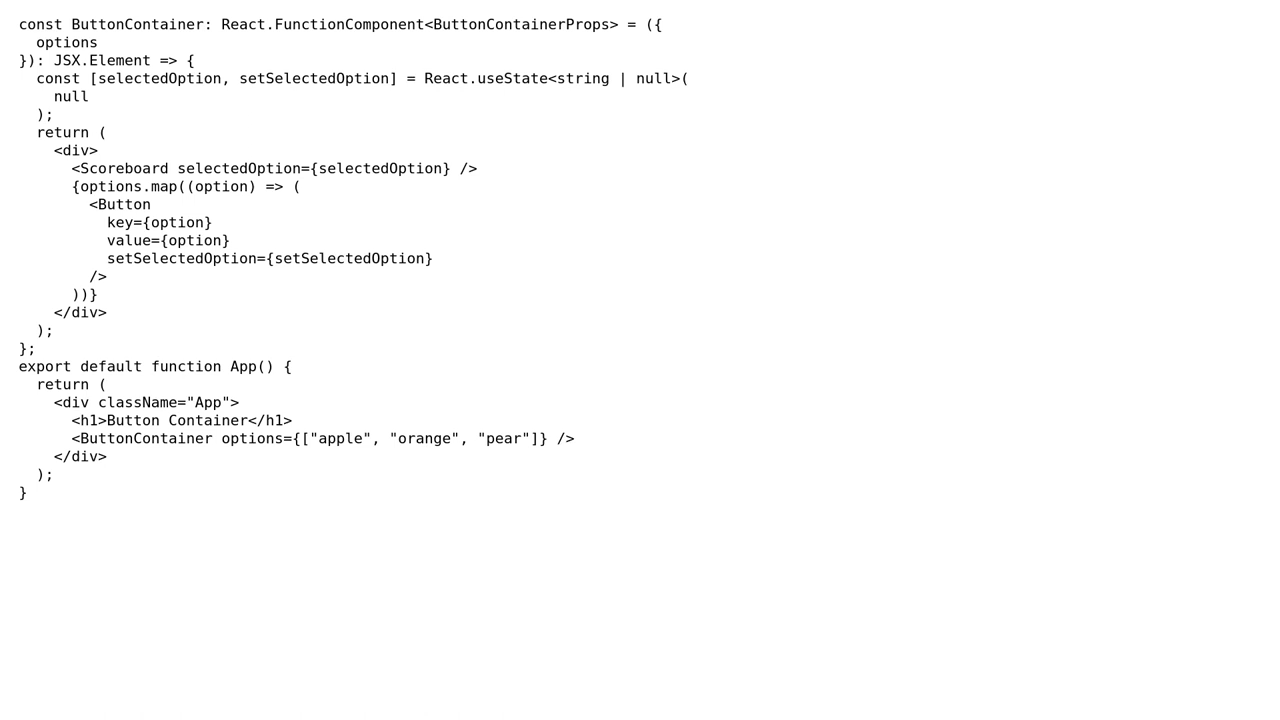 const ButtonContainer: React.FunctionComponent<ButtonContainerProps> = ({
  options
}): JSX.Element => {
  const [selectedOption, setSelectedOption] = React.useState<string | null>(
    null
  );
  return (
    <div>
      <Scoreboard selectedOption={selectedOption} />
      {options.map((option) => (
        <Button
          key={option}
          value={option}
          setSelectedOption={setSelectedOption}
        />
      ))}
    </div>
  );
};
export default function App() {
  return (
    <div className="App">
      <h1>Button Container</h1>
      <ButtonContainer options={["apple", "orange", "pear"]} />
    </div>
  );
}